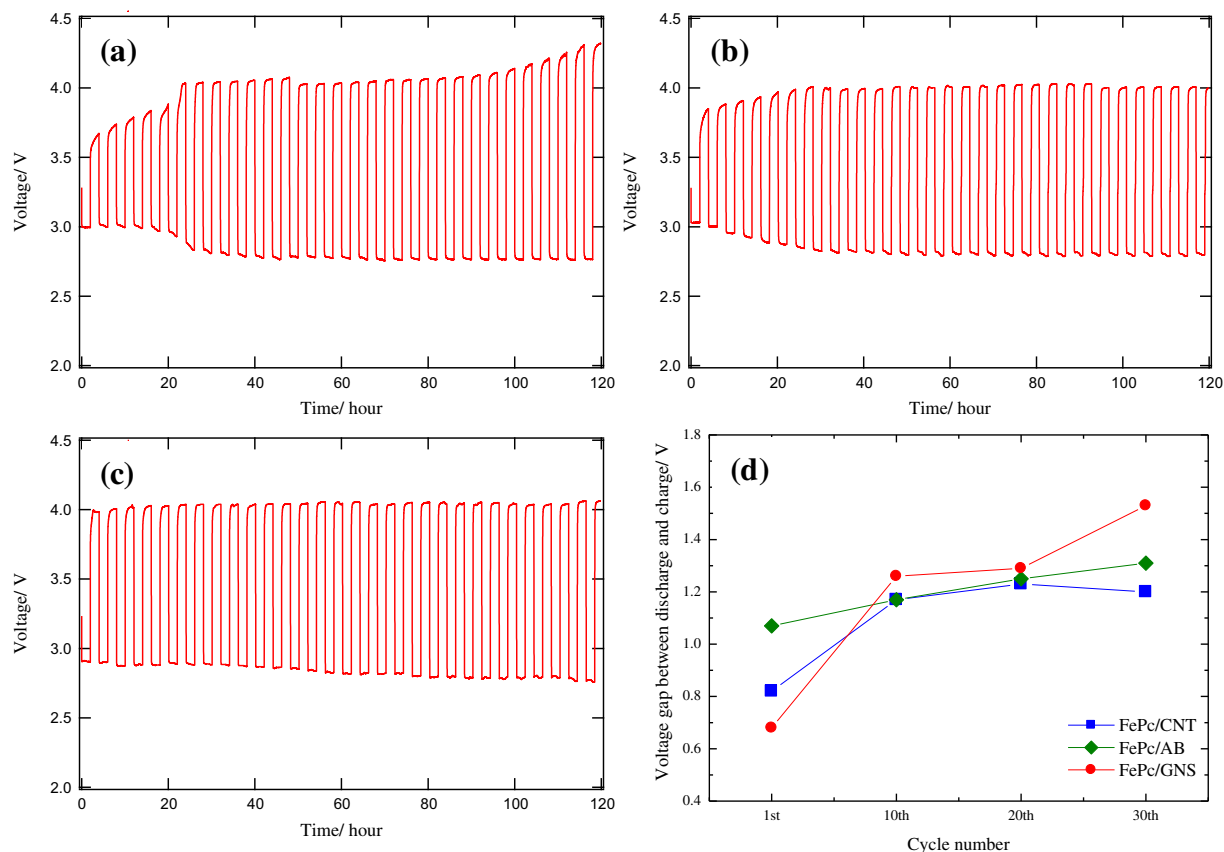 (a)
4.5
4.0
3.5
3.0
2.5
2.0
Voltage/ V
0
20
40
60
80
100
120
Time/ hour
(b)
4.5
4.0
3.5
3.0
2.5
2.0
Voltage/ V
0
20
40
60
80
100
120
Time/ hour
(c)
4.5
4.0
3.5
3.0
2.5
2.0
Voltage/ V
0
20
40
60
80
100
120
Time/ hour
(d)
1.8
1.6
1.4
1.2
1.0
0.8
0.6
0.4
Voltage gap between discharge and charge/ V
FePc/CNT
FePc/AB
FePc/GNS
1st
10th
20th
30th
Cycle number